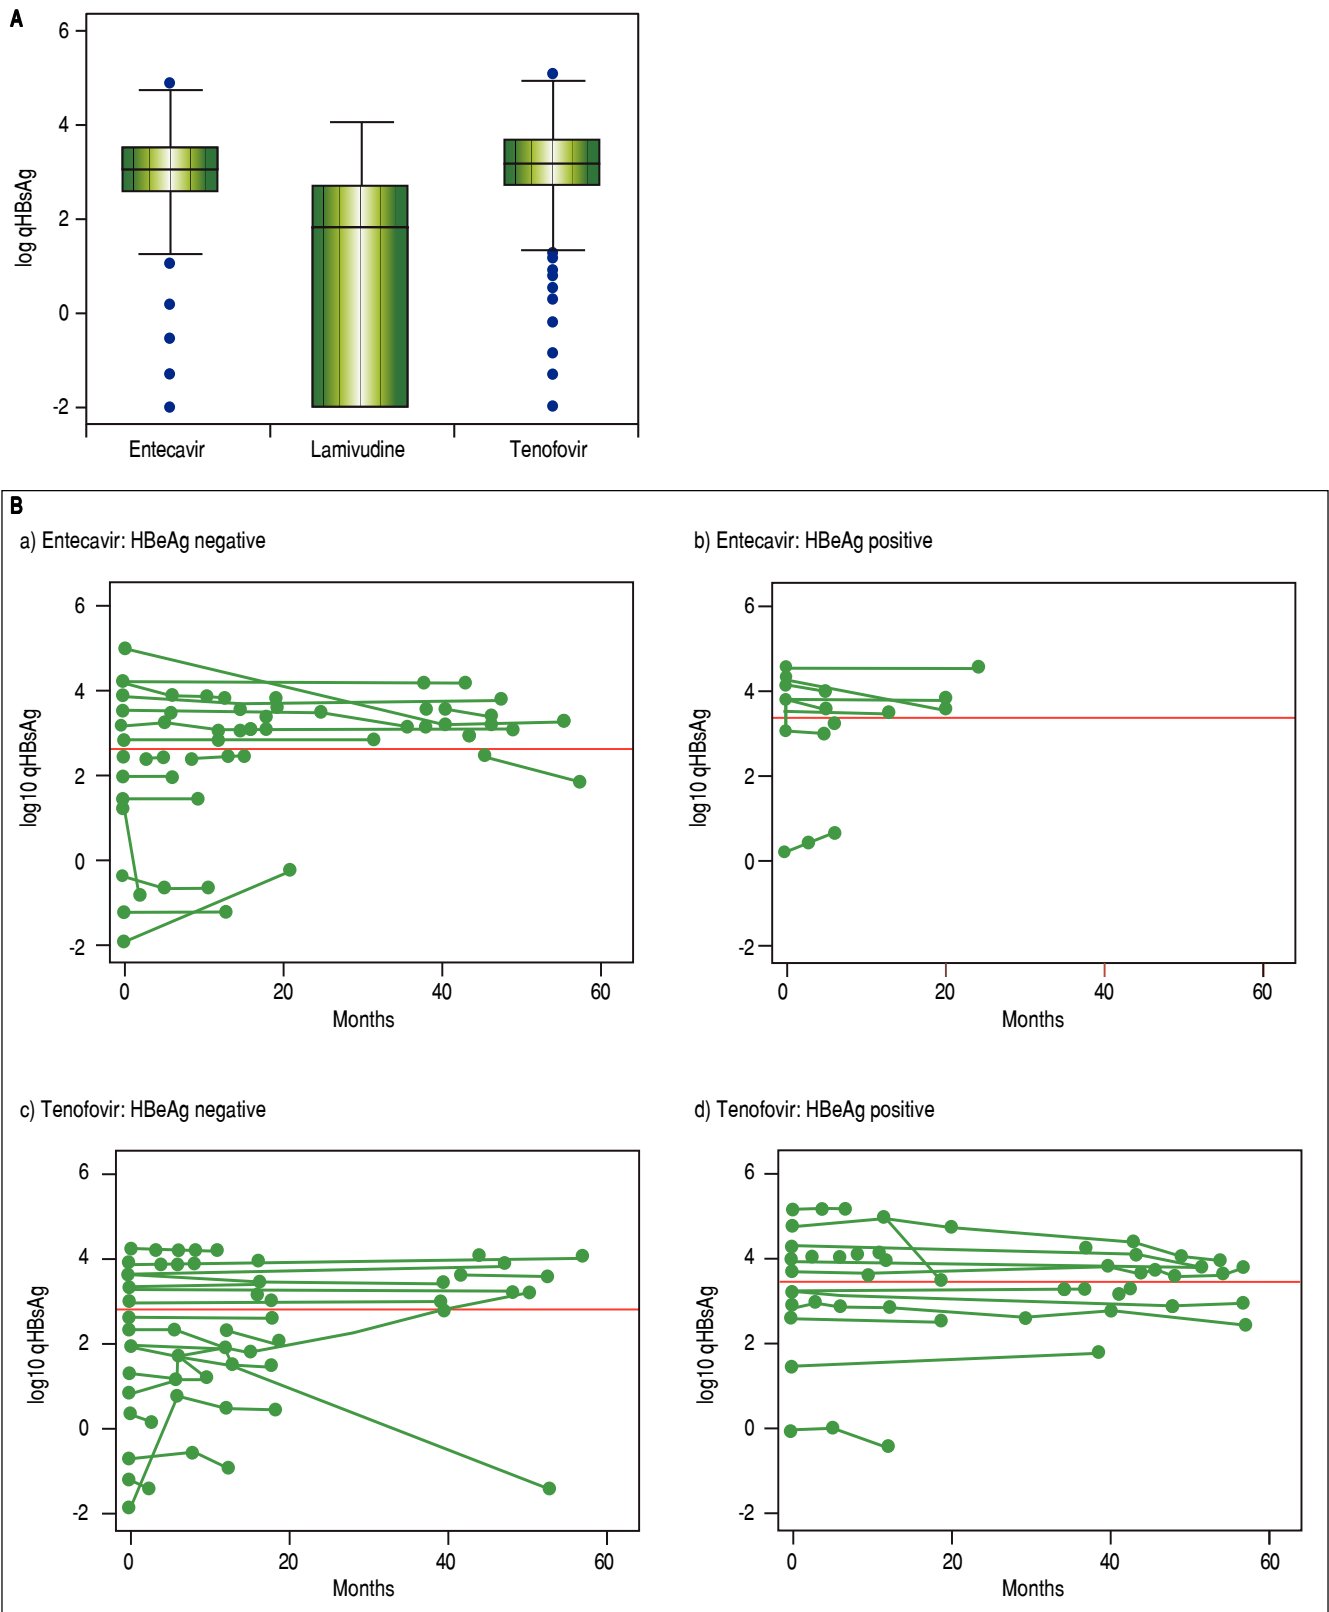 A
6
4
2
0
-2
log qHBsAg
Entecavir Lamivudine Tenofovir
B
a) Entecavir: HBeAg negative
6
4
2
0
-2
log10 qHBsAg
0 20 40 60
Months
b) Entecavir: HBeAg positive
6
4
2
0
-2
log10 qHBsAg
0 20 40 60
Months
c) Tenofovir: HBeAg negative
6
4
2
0
-2
log10 qHBsAg
0 20 40 60
Months
d) Tenofovir: HBeAg positive
6
4
2
0
-2
log10 qHBsAg
0 20 40 60
Months